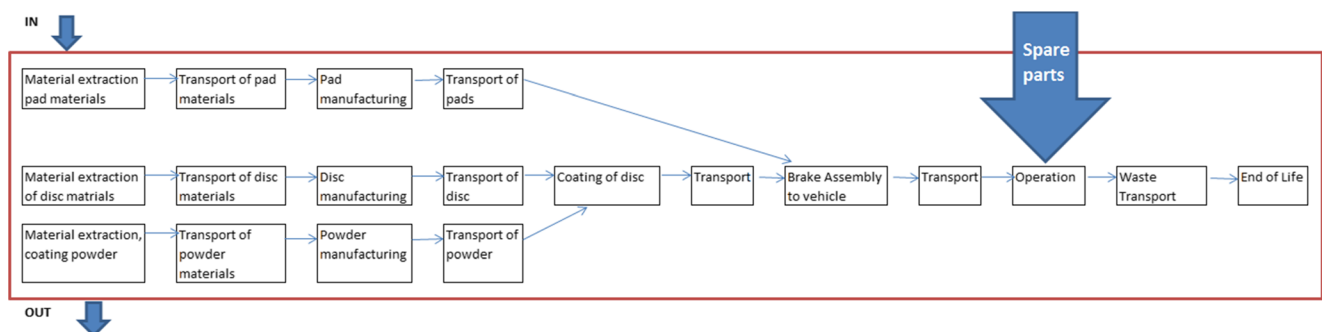 IN
Spare
parts
Material extraction
pad materials
Transport of pad
materials
Pad
manufacturing
Transport of
pads
Material extraction
of disc matrials
Transport of disc
materials
Disc
manufacturing
Transport of
disc
Coating of disc
Transport
Brake Assembly
to vehicle
Transport
Operation
Waste
Transport
End of Life
Material extraction,
coating powder
Transport of
powder
materials
Powder
manufacturing
Transport of
powder
OUT